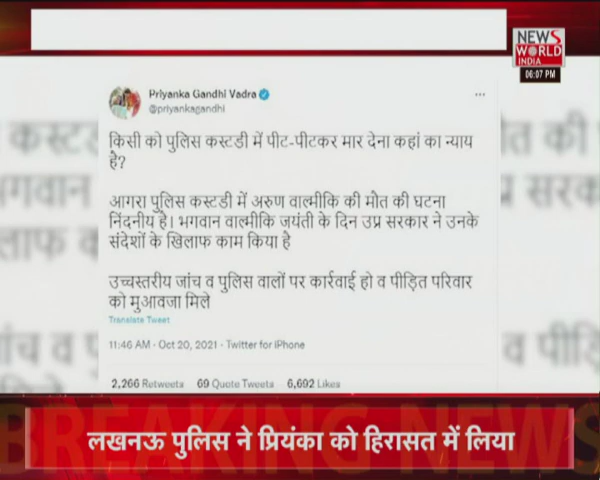 NEWS
WORLD
INDIA
06:07 PM
Priyanka Gandhi Vadra
@priyankagandhi
किसी को पुलिस कस्टडी में पीट-पीटकर मार देना कहां का न्याय
है?
आगरा पुलिस कस्टडी में अरुण वाल्मीकि की मौत की घटना
निंदनीय है। भगवान वाल्मीकि जयंती के दिन उप्र सरकार ने उनके
संदेशों के खिलाफ काम किया है
उच्चस्तरीय जांच व पुलिस वालों पर कार्रवाई हो व पीड़ित परिवार
को मुआवजा मिले
Translate Tweet
11:46 AM · Oct 20, 2021 · Twitter for iPhone
2,266 Retweets 69 Quote Tweets 6,692 Likes
BREAKING NEWS
लखनऊ पुलिस ने प्रियंका को हिरासत में लिया